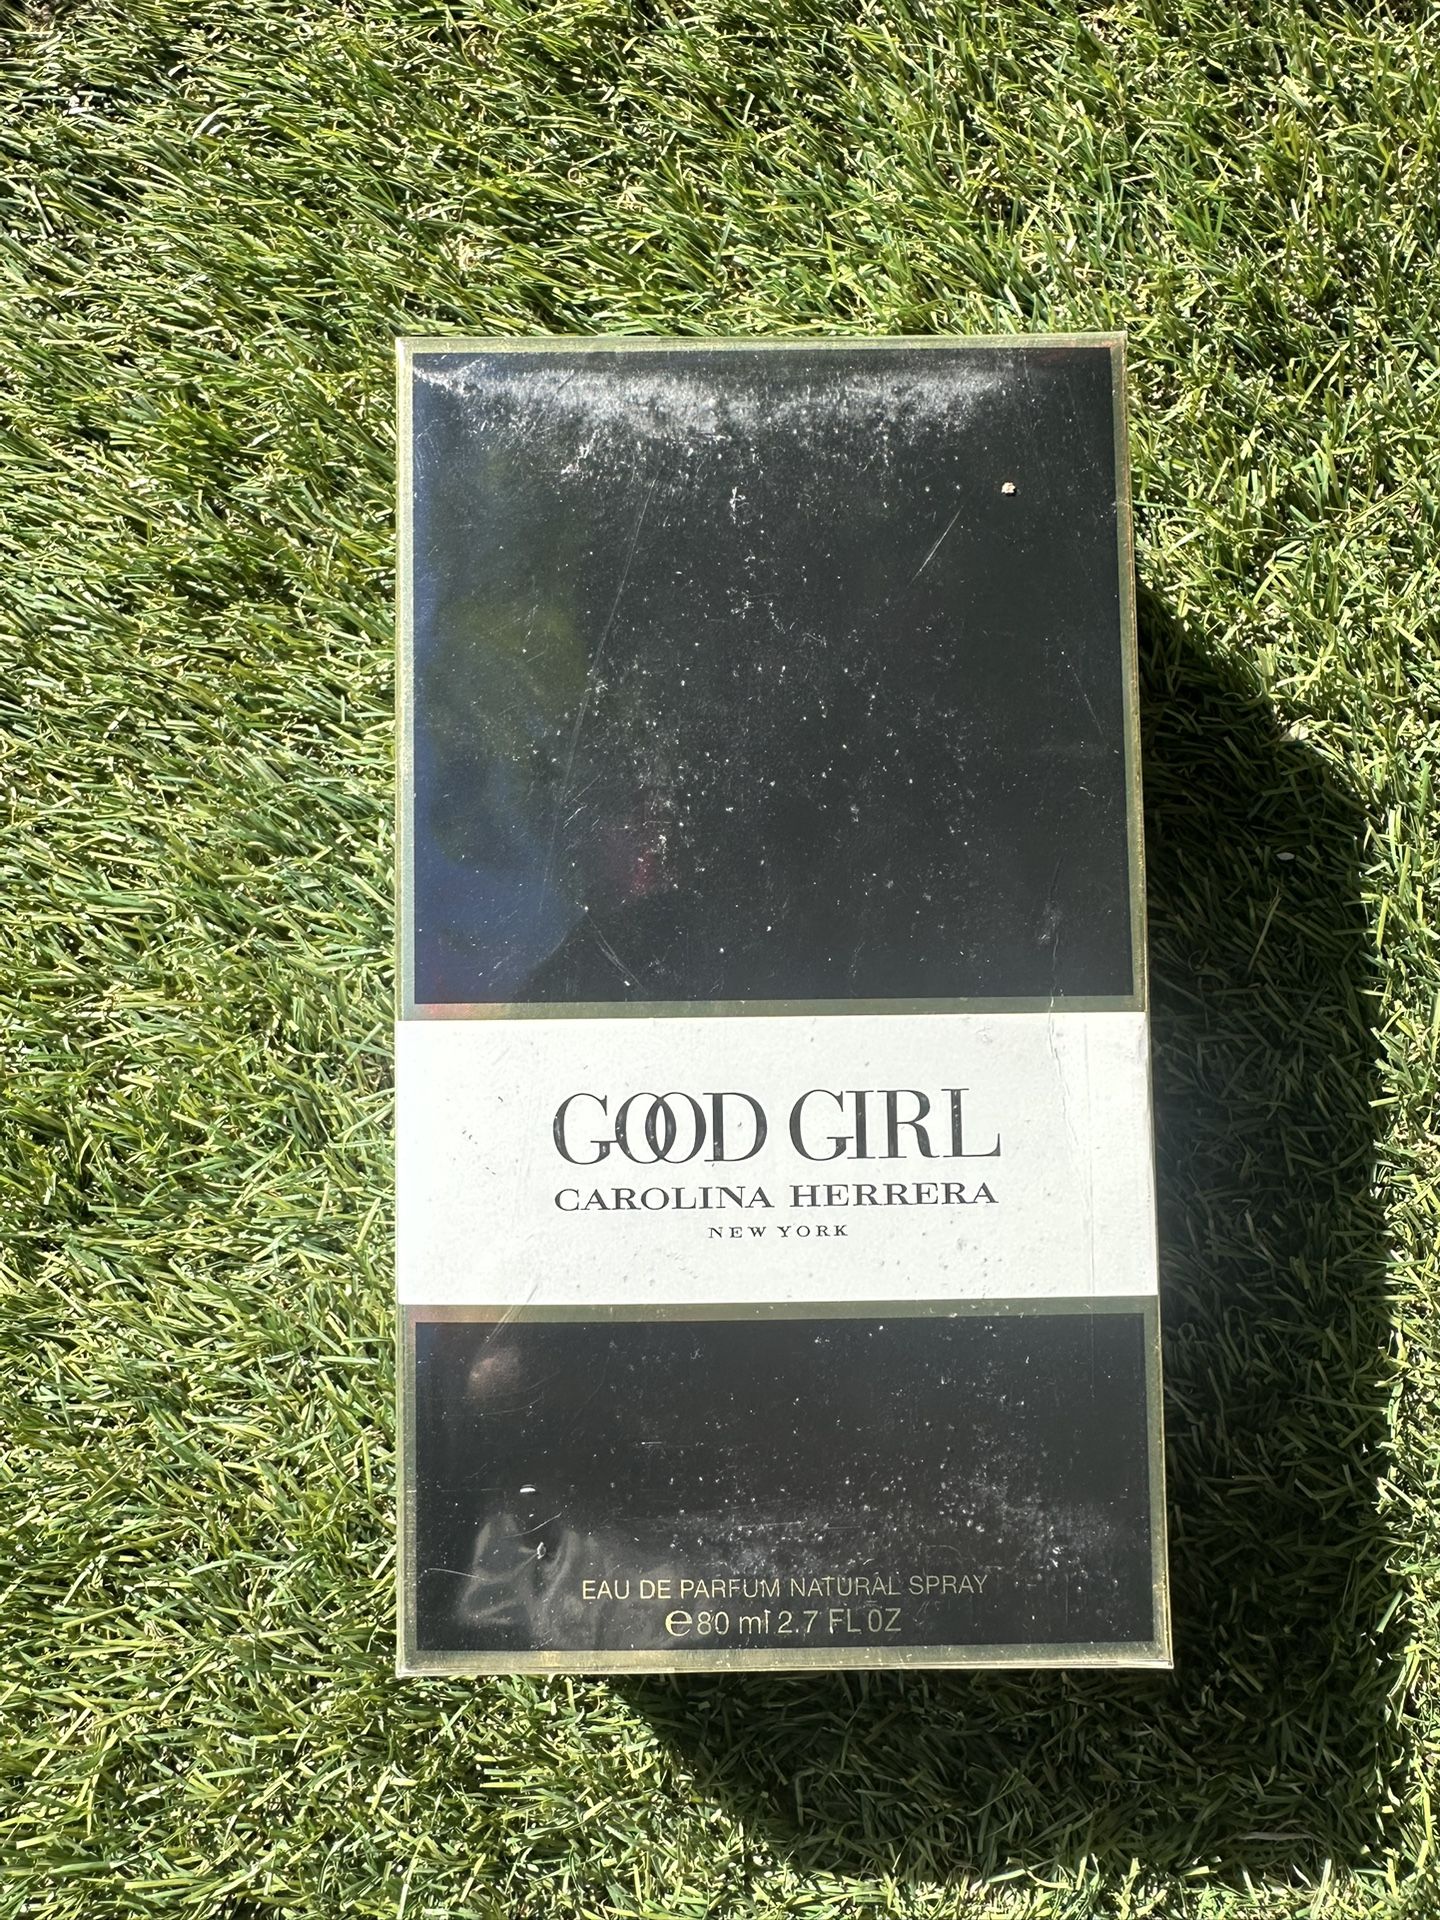 GOOD GIRL
CAROLINA HERRERA
NEW YORK
EAU DE PARFUM NATURAL SPRAY
℮80 ml 2.7 FL OZ